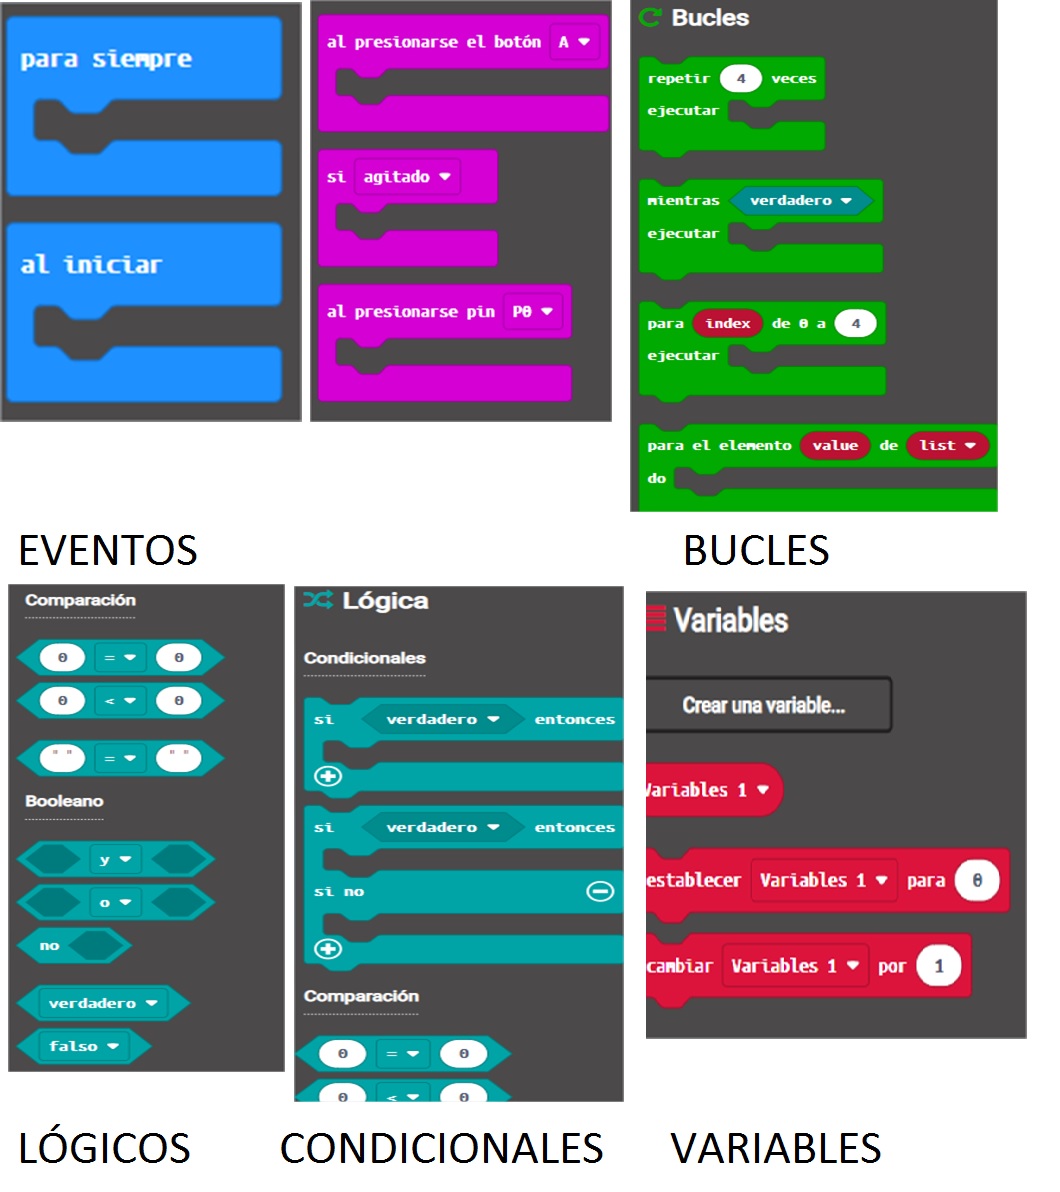 para siempre
al iniciar
al presionarse el botón A
si agitado
al presionarse pin P0
Bucles
repetir 4 veces
ejecutar
mientras verdadero
ejecutar
para index de 0 a 4
ejecutar
para el elemento value de list
do
EVENTOS
BUCLES
Comparación
0 = 0
0 < 0
" " = " "
Booleano
y
o
no
verdadero
falso
Lógica
Condicionales
si verdadero entonces
si verdadero entonces
si no
Comparación
0 = 0
0 < 0
Variables
Crear una variable...
Variables 1
establecer Variables 1 para 0
cambiar Variables 1 por 1
LÓGICOS
CONDICIONALES
VARIABLES